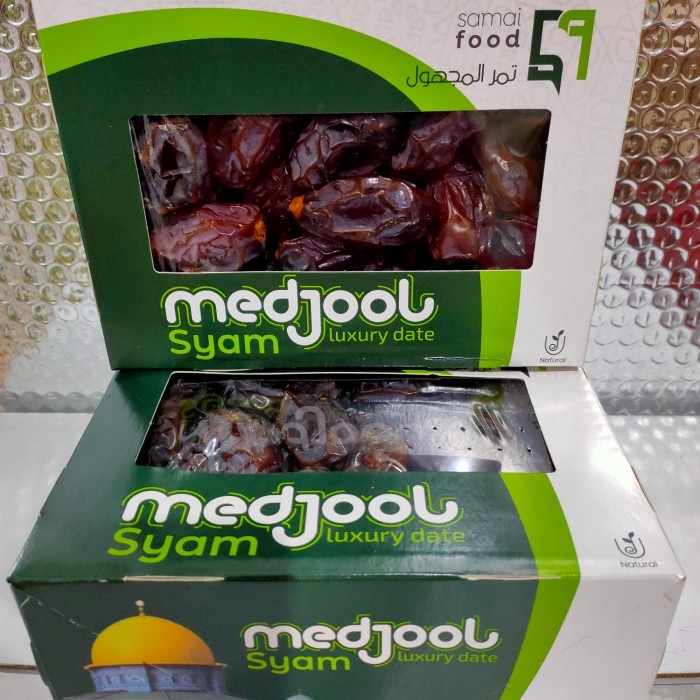 samai
food
تمر المجهول
medjool
Syam luxury date
Natural
medjool
Syam luxury date
Natural
medjool
Syam luxury date